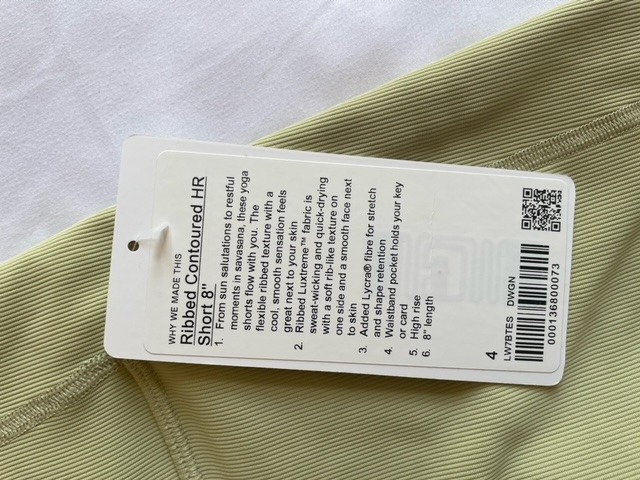 WHY WE MADE THIS
Ribbed Contoured HR
Short 8"
1. From sun salutations to restful
moments in savasana, these yoga
shorts flow with you. The
flexible ribbed texture with a
cool, smooth sensation feels
great next to your skin
2. Ribbed Luxtreme™ fabric is
sweat-wicking and quick-drying
with a soft rib-like texture on
one side and a smooth face next
to skin
3. Added Lycra® fibre for stretch
and shape retention
4. Waistband pocket holds your key
or card
5. High rise
6. 8" length
4
LW7BTES DWGN
000136800073